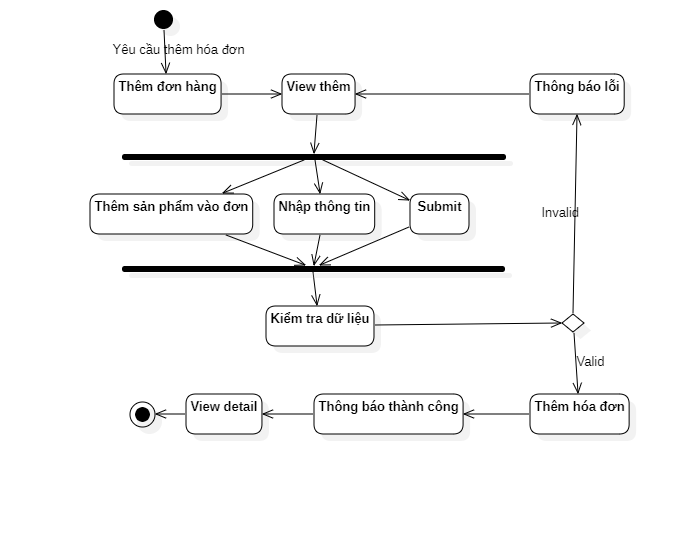 Yêu cầu thêm hóa đơn
Thêm đơn hàng
View thêm
Thông báo lỗi
Thêm sản phẩm vào đơn
Nhập thông tin
Submit
Invalid
Kiểm tra dữ liệu
Valid
View detail
Thông báo thành công
Thêm hóa đơn